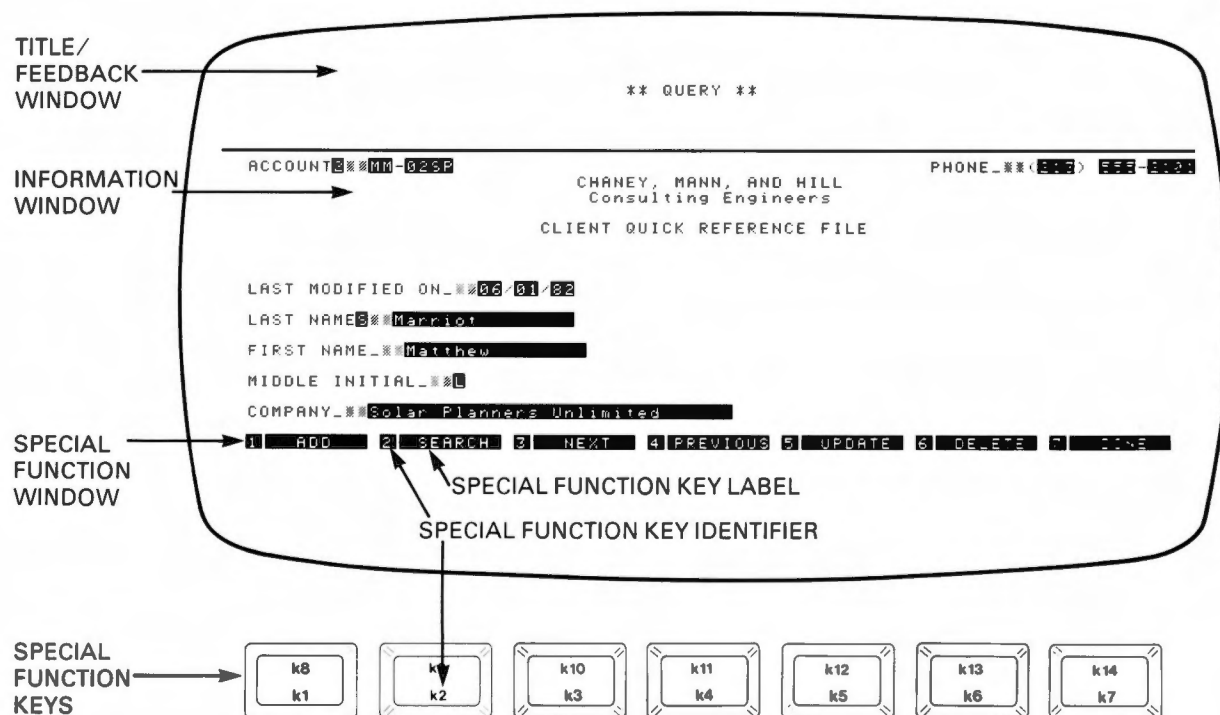 TITLE/
FEEDBACK
WINDOW
** QUERY **
INFORMATION
WINDOW
ACCOUNT MM-02SP
PHONE_
CHANEY, MANN, AND HILL
Consulting Engineers
CLIENT QUICK REFERENCE FILE
LAST MODIFIED ON_ 06/01/82
LAST NAME Marriot
FIRST NAME_ Matthew
MIDDLE INITIAL_ L
COMPANY_ Solar Planners Unlimited
SPECIAL
FUNCTION
WINDOW
1 ADD 2 SEARCH 3 NEXT 4 PREVIOUS 5 UPDATE 6 DELETE 7
SPECIAL FUNCTION KEY LABEL
SPECIAL FUNCTION KEY IDENTIFIER
SPECIAL
FUNCTION
KEYS
k8 k10 k11 k12 k13 k14
k1 k2 k3 k4 k5 k6 k7